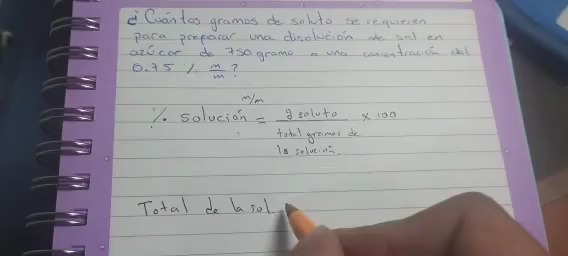 ¿Cuántos gramos de soluto se requieren
para preparar una disolución de sal en
azúcar de 750 gramo a una concentración del
0.75 % m/m?
m/m
% solución = g soluto / total gramos de la solución. × 100
Total de la sol.